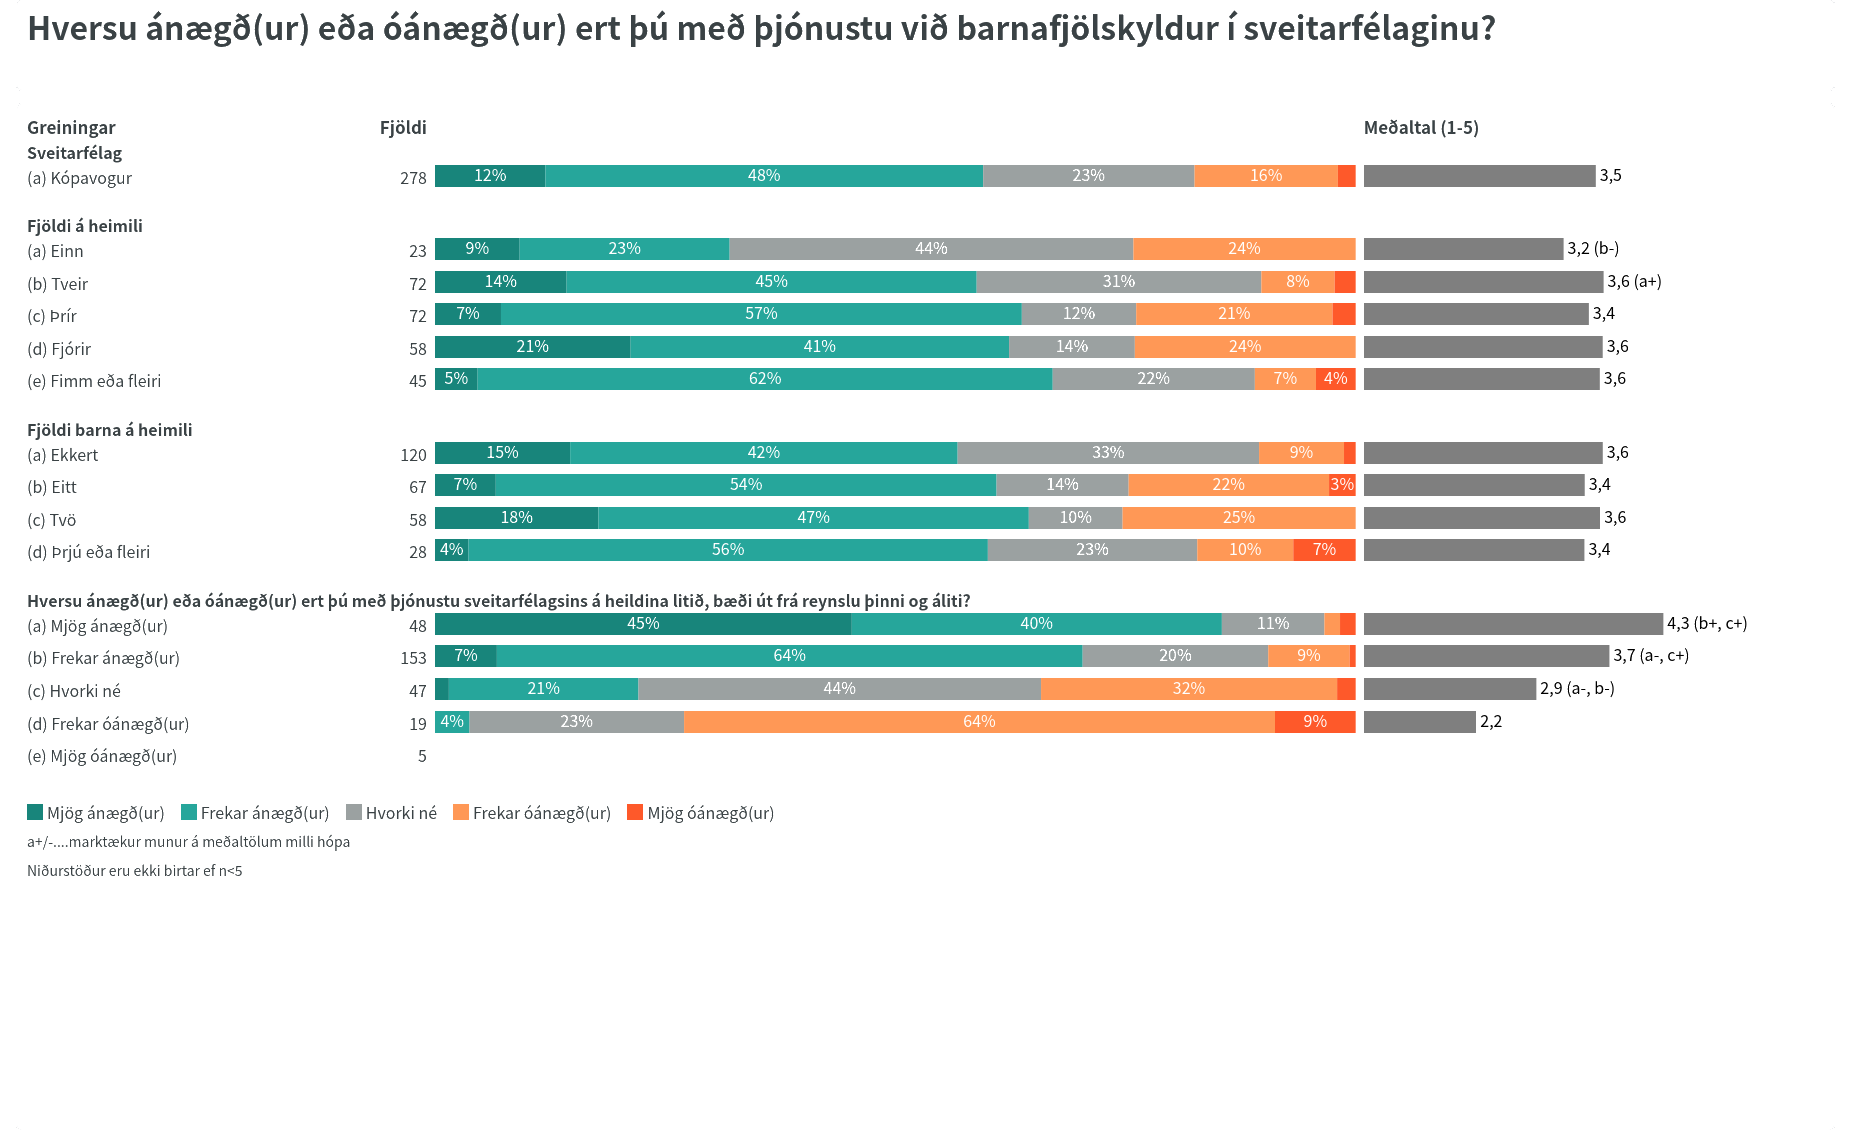 Hversu ánægð(ur) eða óánægð(ur) ert þú með þjónustu við barnafjölskyldur í sveitarfélaginu?
Greiningar Fjöldi Meðaltal (1-5)
Sveitarfélag
(a) Kópavogur 278 12% 48% 23% 16% 3,5
Fjöldi á heimili
(a) Einn 23 9% 23% 44% 24% 3,2 (b-)
(b) Tveir 72 14% 45% 31% 8% 3,6 (a+)
(c) Þrír 72 7% 57% 12% 21% 3,4
(d) Fjórir 58 21% 41% 14% 24% 3,6
(e) Fimm eða fleiri 45 5% 62% 22% 7% 4% 3,6
Fjöldi barna á heimili
(a) Ekkert 120 15% 42% 33% 9% 3,6
(b) Eitt 67 7% 54% 14% 22% 3% 3,4
(c) Tvö 58 18% 47% 10% 25% 3,6
(d) Þrjú eða fleiri 28 4% 56% 23% 10% 7% 3,4
Hversu ánægð(ur) eða óánægð(ur) ert þú með þjónustu sveitarfélagsins á heildina litið, bæði út frá reynslu þinni og áliti?
(a) Mjög ánægð(ur) 48 45% 40% 11% 4,3 (b+, c+)
(b) Frekar ánægð(ur) 153 7% 64% 20% 9% 3,7 (a-, c+)
(c) Hvorki né 47 21% 44% 32% 2,9 (a-, b-)
(d) Frekar óánægð(ur) 19 4% 23% 64% 9% 2,2
(e) Mjög óánægð(ur) 5
Mjög ánægð(ur) Frekar ánægð(ur) Hvorki né Frekar óánægð(ur) Mjög óánægð(ur)
a+/-....marktækur munur á meðaltölum milli hópa
Niðurstöður eru ekki birtar ef n<5